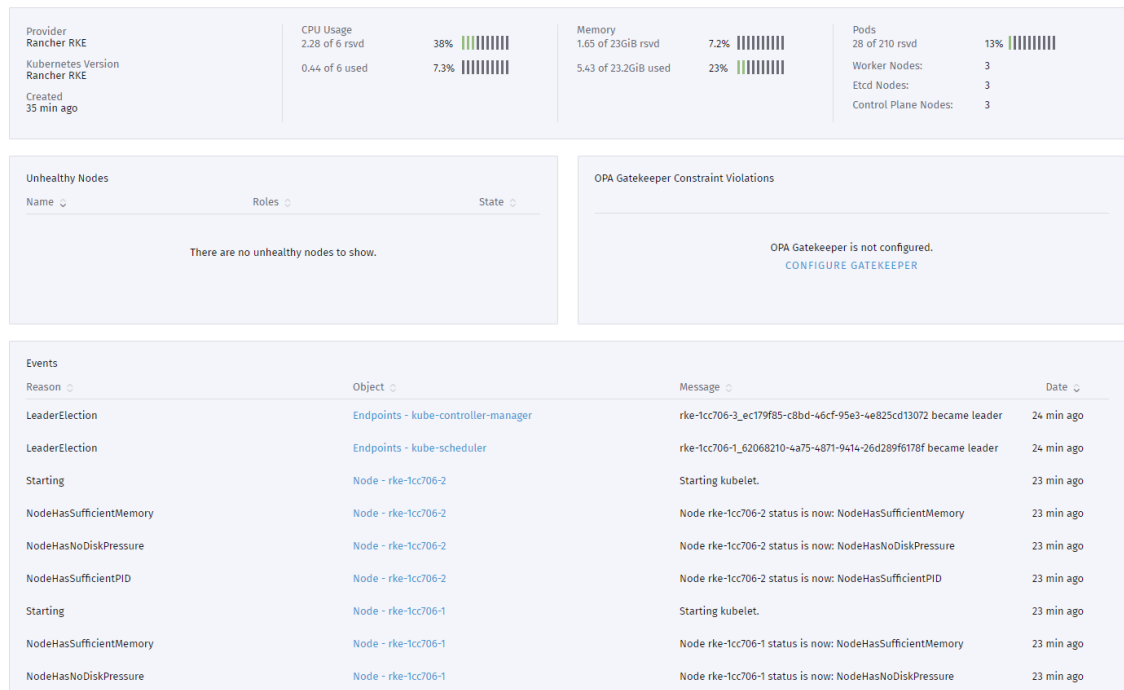 Provider
Rancher RKE
Kubernetes Version
Rancher RKE
Created
35 min ago
CPU Usage
2.28 of 6 rsvd 38%
0.44 of 6 used 7.3%
Memory
1.65 of 23GiB rsvd 7.2%
5.43 of 23.2GiB used 23%
Pods
28 of 210 rsvd 13%
Worker Nodes: 3
Etcd Nodes: 3
Control Plane Nodes: 3
Unhealthy Nodes
Name Roles State
There are no unhealthy nodes to show.
OPA Gatekeeper Constraint Violations
OPA Gatekeeper is not configured.
CONFIGURE GATEKEEPER
Events
Reason Object Message Date
LeaderElection Endpoints - kube-controller-manager rke-1cc706-3_ec179f85-c8bd-46cf-95e3-4e825cd13072 became leader 24 min ago
LeaderElection Endpoints - kube-scheduler rke-1cc706-1_62068210-4a75-4871-9414-26d289f6178f became leader 24 min ago
Starting Node - rke-1cc706-2 Starting kubelet. 23 min ago
NodeHasSufficientMemory Node - rke-1cc706-2 Node rke-1cc706-2 status is now: NodeHasSufficientMemory 23 min ago
NodeHasNoDiskPressure Node - rke-1cc706-2 Node rke-1cc706-2 status is now: NodeHasNoDiskPressure 23 min ago
NodeHasSufficientPID Node - rke-1cc706-2 Node rke-1cc706-2 status is now: NodeHasSufficientPID 23 min ago
Starting Node - rke-1cc706-1 Starting kubelet. 23 min ago
NodeHasSufficientMemory Node - rke-1cc706-1 Node rke-1cc706-1 status is now: NodeHasSufficientMemory 23 min ago
NodeHasNoDiskPressure Node - rke-1cc706-1 Node rke-1cc706-1 status is now: NodeHasNoDiskPressure 23 min ago